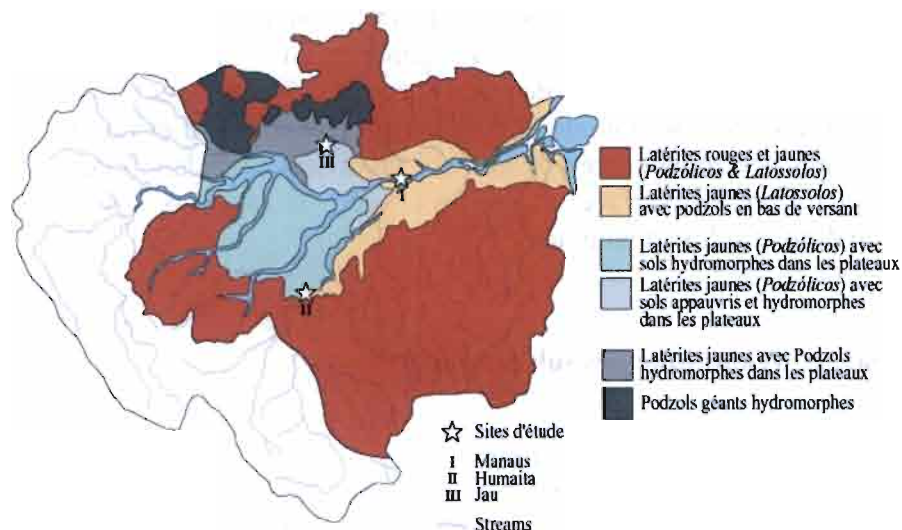 III
I
II
Latérites rouges et jaunes
(Podzólicos & Latossolos)
Latérites jaunes (Latossolos)
avec podzols en bas de versant
Latérites jaunes (Podzólicos) avec
sols hydromorphes dans les plateaux
Latérites jaunes (Podzólicos) avec
sols appauvris et hydromorphes
dans les plateaux
Latérites jaunes avec Podzols
hydromorphes dans les plateaux
Podzols géants hydromorphes
Sites d'étude
I Manaus
II Humaita
III Jau
Streams